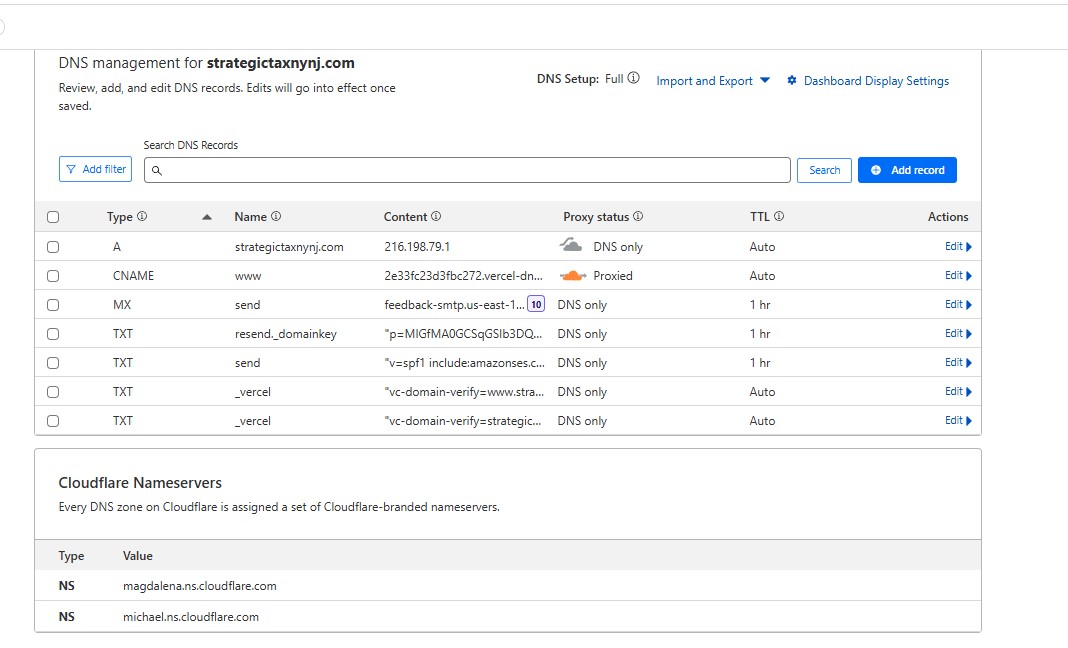 DNS management for strategictaxnynj.com
Review, add, and edit DNS records. Edits will go into effect once
saved.
DNS Setup: Full
Import and Export
Dashboard Display Settings
Search DNS Records
Add filter
Search
Add record
Type Name Content Proxy status TTL Actions
A strategictaxnynj.com 216.198.79.1 DNS only Auto Edit
CNAME www 2e33fc23d3fbc272.vercel-dn... Proxied Auto Edit
MX send feedback-smtp.us-east-1... 10 DNS only 1 hr Edit
TXT resend._domainkey "p=MIGfMA0GCSqGSIb3DQ... DNS only 1 hr Edit
TXT send "v=spf1 include:amazonses.c... DNS only 1 hr Edit
TXT _vercel "vc-domain-verify=www.stra... DNS only Auto Edit
TXT _vercel "vc-domain-verify=strategic... DNS only Auto Edit
Cloudflare Nameservers
Every DNS zone on Cloudflare is assigned a set of Cloudflare-branded nameservers.
Type Value
NS magdalena.ns.cloudflare.com
NS michael.ns.cloudflare.com